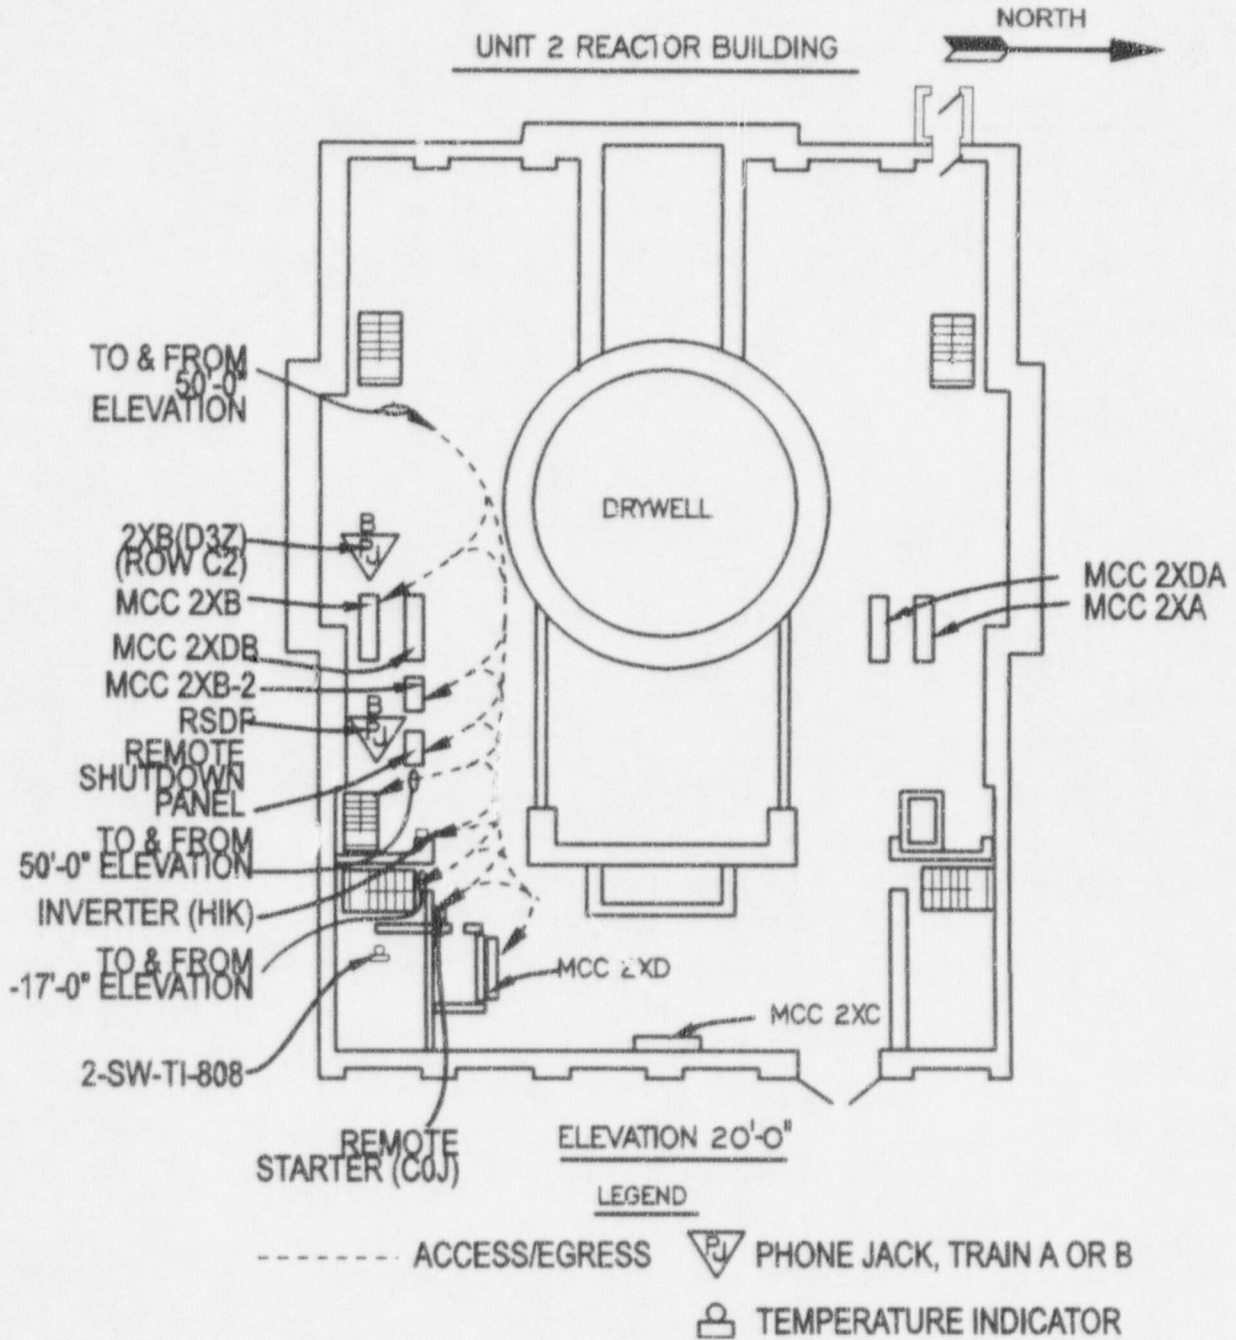 NORTH
UNIT 2 REACTOR BUILDING
TO & FROM
50'-0"
ELEVATION
DRYWELL
B
PJ
2XB(D3Z)
(ROW C2)
MCC 2XB
MCC 2XDB
MCC 2XB-2
B
PJ
RSDP
REMOTE
SHUTDOWN
PANEL
TO & FROM
50'-0" ELEVATION
INVERTER (HIK)
TO & FROM
-17'-0" ELEVATION
2-SW-TI-808
REMOTE
STARTER (C0J)
MCC 2XDA
MCC 2XA
MCC 2XD
MCC 2XC
ELEVATION 20'-0"
LEGEND
ACCESS/EGRESS
PJ
PHONE JACK, TRAIN A OR B
TEMPERATURE INDICATOR